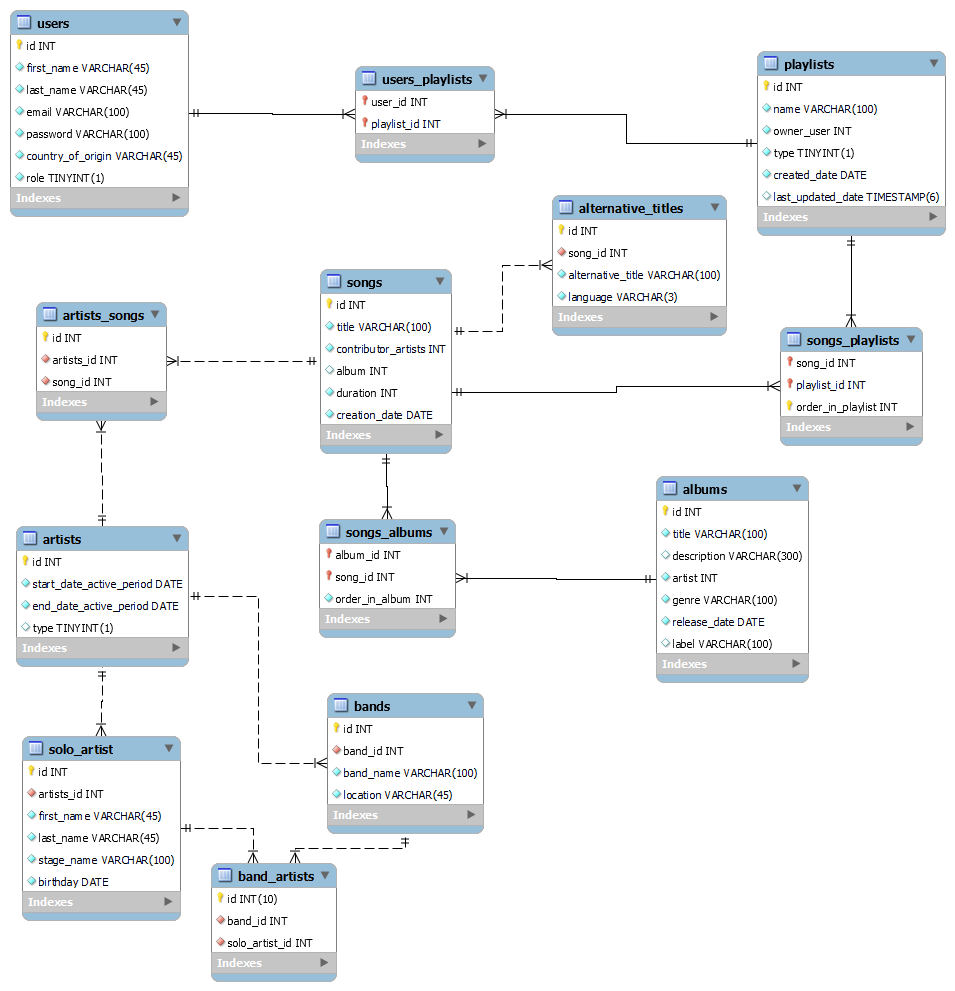 users
id INT
first_name VARCHAR(45)
last_name VARCHAR(45)
email VARCHAR(100)
password VARCHAR(100)
country_of_origin VARCHAR(45)
role TINYINT(1)
Indexes
users_playlists
user_id INT
playlist_id INT
Indexes
playlists
id INT
name VARCHAR(100)
owner_user INT
type TINYINT(1)
created_date DATE
last_updated_date TIMESTAMP(6)
Indexes
alternative_titles
id INT
song_id INT
alternative_title VARCHAR(100)
language VARCHAR(3)
Indexes
songs
id INT
title VARCHAR(100)
contributor_artists INT
album INT
duration INT
creation_date DATE
Indexes
artists_songs
id INT
artists_id INT
song_id INT
Indexes
songs_playlists
song_id INT
playlist_id INT
order_in_playlist INT
Indexes
albums
id INT
title VARCHAR(100)
description VARCHAR(300)
artist INT
genre VARCHAR(100)
release_date DATE
label VARCHAR(100)
Indexes
songs_albums
album_id INT
song_id INT
order_in_album INT
Indexes
artists
id INT
start_date_active_period DATE
end_date_active_period DATE
type TINYINT(1)
Indexes
bands
id INT
band_id INT
band_name VARCHAR(100)
location VARCHAR(45)
Indexes
solo_artist
id INT
artists_id INT
first_name VARCHAR(45)
last_name VARCHAR(45)
stage_name VARCHAR(100)
birthday DATE
Indexes
band_artists
id INT(10)
band_id INT
solo_artist_id INT
Indexes